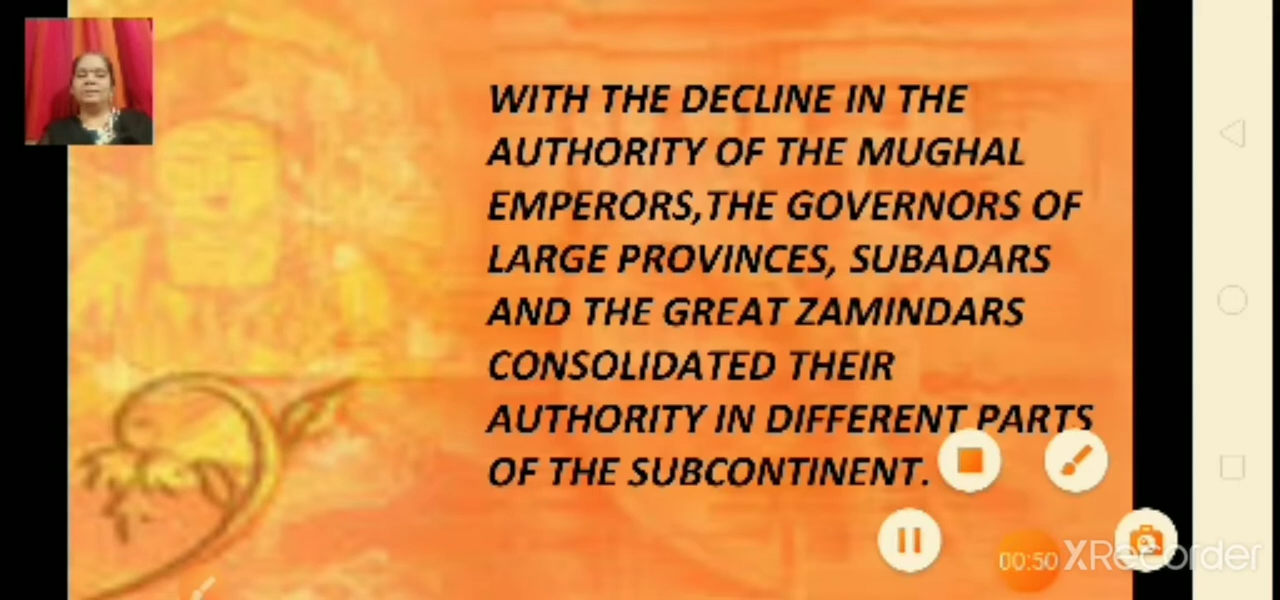 WITH THE DECLINE IN THE
AUTHORITY OF THE MUGHAL
EMPERORS,THE GOVERNORS OF
LARGE PROVINCES, SUBADARS
AND THE GREAT ZAMINDARS
CONSOLIDATED THEIR
AUTHORITY IN DIFFERENT PARTS
OF THE SUBCONTINENT.
00:50 XRecorder